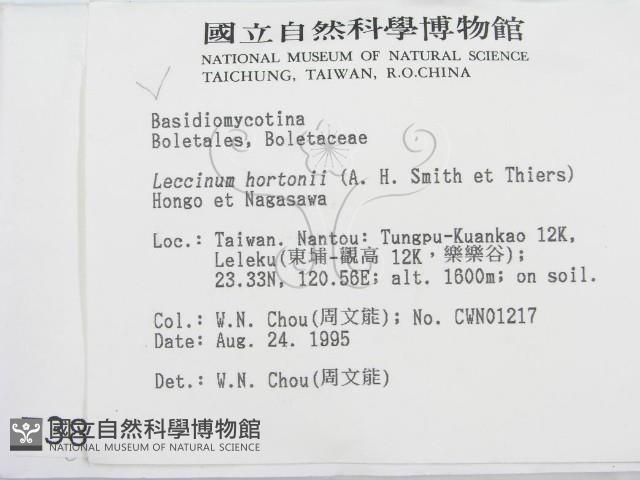 國立自然科學博物館
NATIONAL MUSEUM OF NATURAL SCIENCE
TAICHUNG, TAIWAN, R.O.CHINA
Basidiomycotina
Boletales, Boletaceae
Leccinum hortonii (A. H. Smith et Thiers)
Hongo et Nagasawa
Loc.: Taiwan. Nantou: Tungpu-Kuankao 12K,
Leleku(東埔-觀高 12K，樂樂谷);
23.33N, 120.56E; alt. 1600m; on soil.
Col.: W.N. Chou(周文能); No. CWN01217
Date: Aug. 24. 1995
Det.: W.N. Chou(周文能)
國立自然科學博物館
NATIONAL MUSEUM OF NATURAL SCIENCE